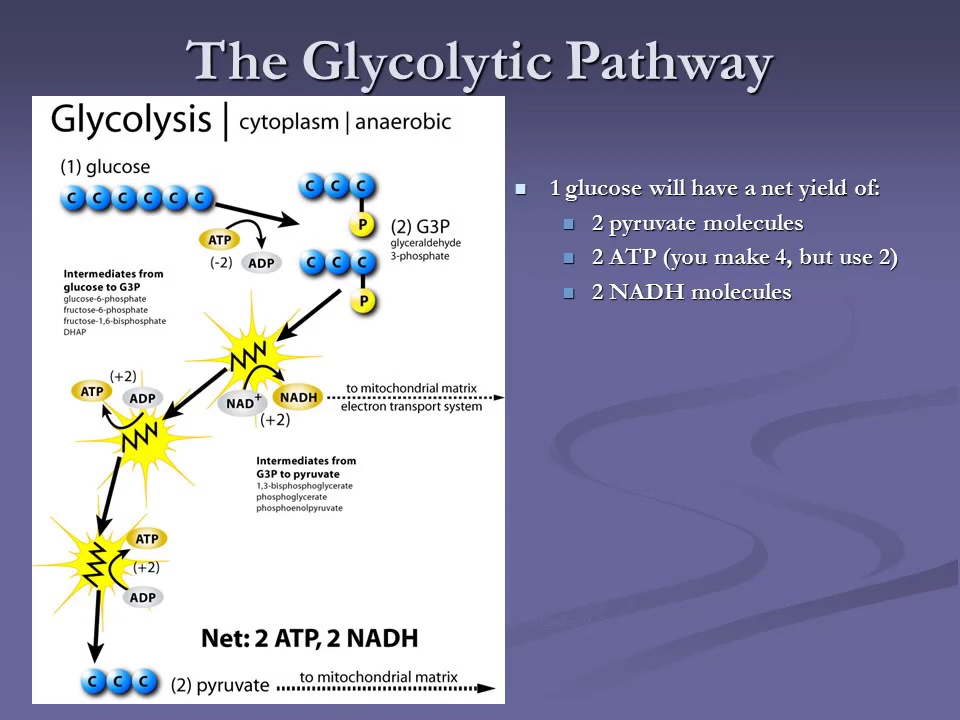 The Glycolytic Pathway
Glycolysis | cytoplasm | anaerobic
(1) glucose
C C C C C C
C C C
P
(2) G3P
glyceraldehyde
3-phosphate
ATP
(-2)
ADP
C C C
P
Intermediates from
glucose to G3P
glucose-6-phosphate
fructose-6-phosphate
fructose-1,6-bisphosphate
DHAP
NAD+
NADH
(+2)
to mitochondrial matrix
electron transport system
(+2)
ATP
ADP
Intermediates from
G3P to pyruvate
1,3-bisphosphoglycerate
phosphoglycerate
phosphoenolpyruvate
ATP
(+2)
ADP
Net: 2 ATP, 2 NADH
C C C
(2) pyruvate
to mitochondrial matrix
1 glucose will have a net yield of:
2 pyruvate molecules
2 ATP (you make 4, but use 2)
2 NADH molecules